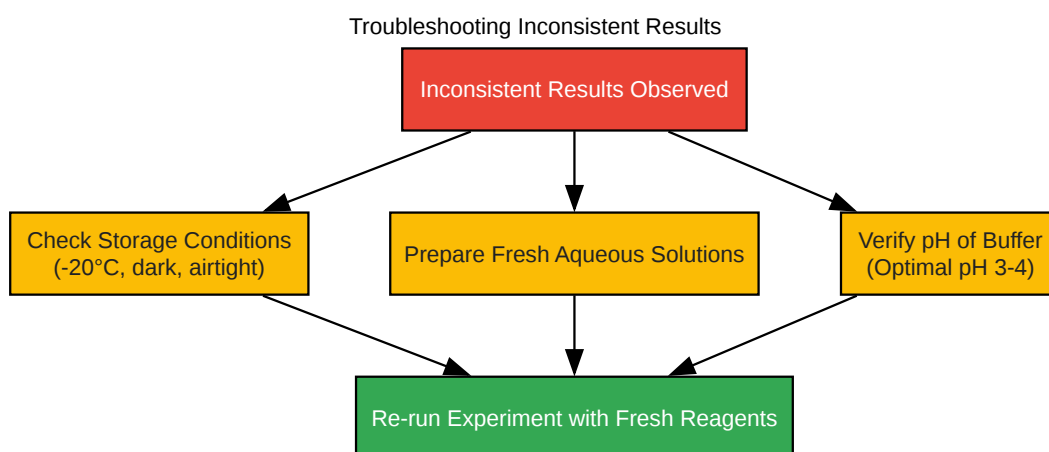 Troubleshooting Inconsistent Results
Inconsistent Results Observed
Check Storage Conditions
(-20°C, dark, airtight)
Prepare Fresh Aqueous Solutions
Verify pH of Buffer
(Optimal pH 3-4)
Re-run Experiment with Fresh Reagents